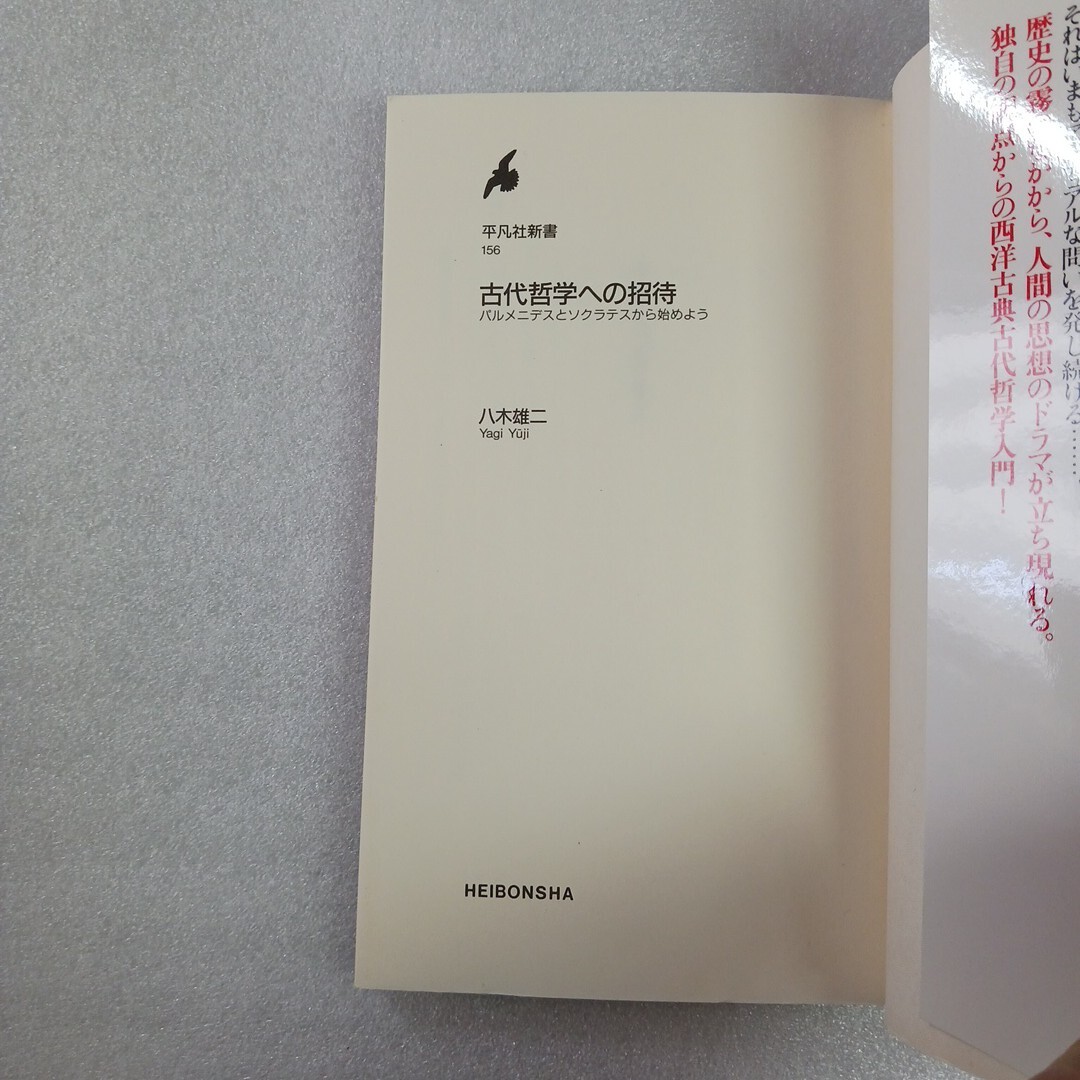 平凡社新書
156
古代哲学への招待
パルメニデスとソクラテスから始めよう
八木雄二
Yagi Yūji
HEIBONSHA
それはいまも
アルな問いを発し続ける……
歴史の霧
から、人間の思想のドラマが立ち現れる。
独自の
点からの西洋古典古代哲学入門!